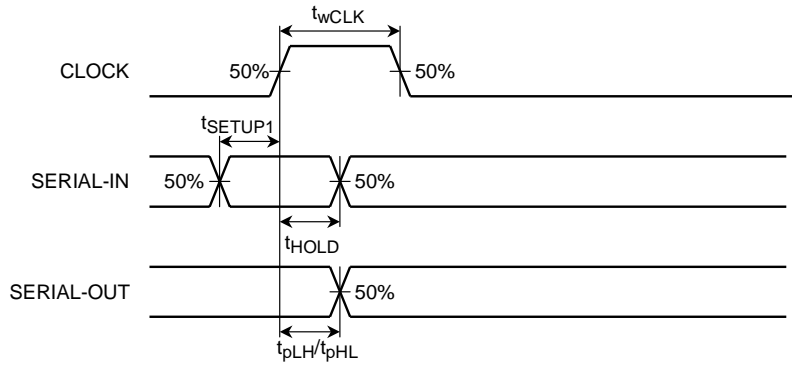 twCLK
CLOCK 50% 50%
tSETUP1
SERIAL-IN 50% 50%
tHOLD
SERIAL-OUT 50%
tpLH/tpHL